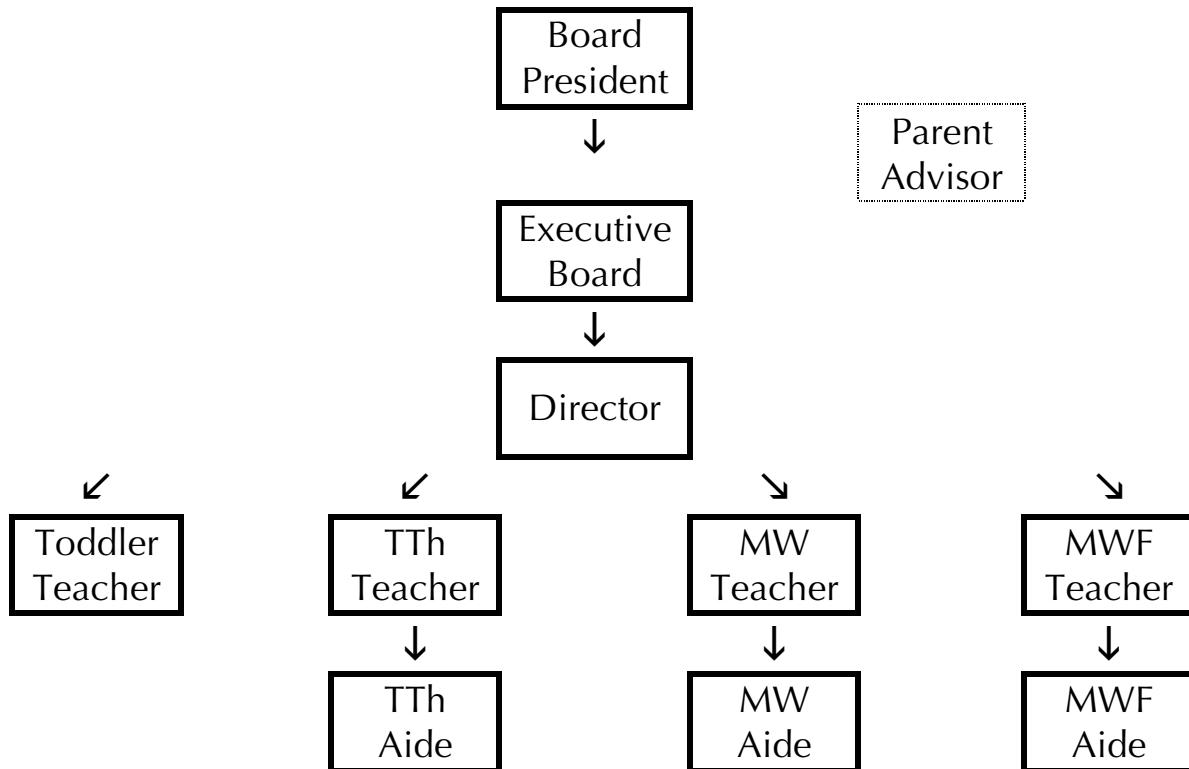 Board
President
↓
Parent
Advisor
Executive
Board
↓
Director
↙ ↙ ↘ ↘
Toddler
Teacher
TTh
Teacher
MW
Teacher
MWF
Teacher
↓ ↓ ↓
TTh
Aide
MW
Aide
MWF
Aide